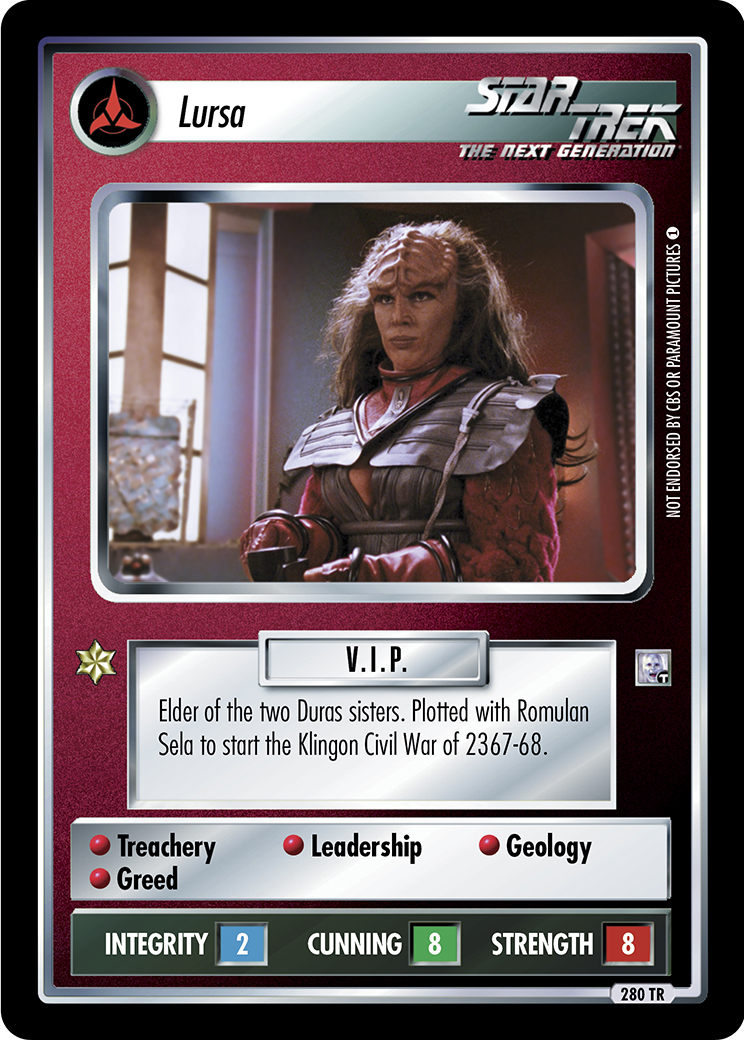 Lursa
STAR TREK
THE NEXT GENERATION
NOT ENDORSED BY CBS OR PARAMOUNT PICTURES 1
V.I.P.
Elder of the two Duras sisters. Plotted with Romulan
Sela to start the Klingon Civil War of 2367-68.
Treachery Leadership Geology
Greed
INTEGRITY 2 CUNNING 8 STRENGTH 8
280 TR
T